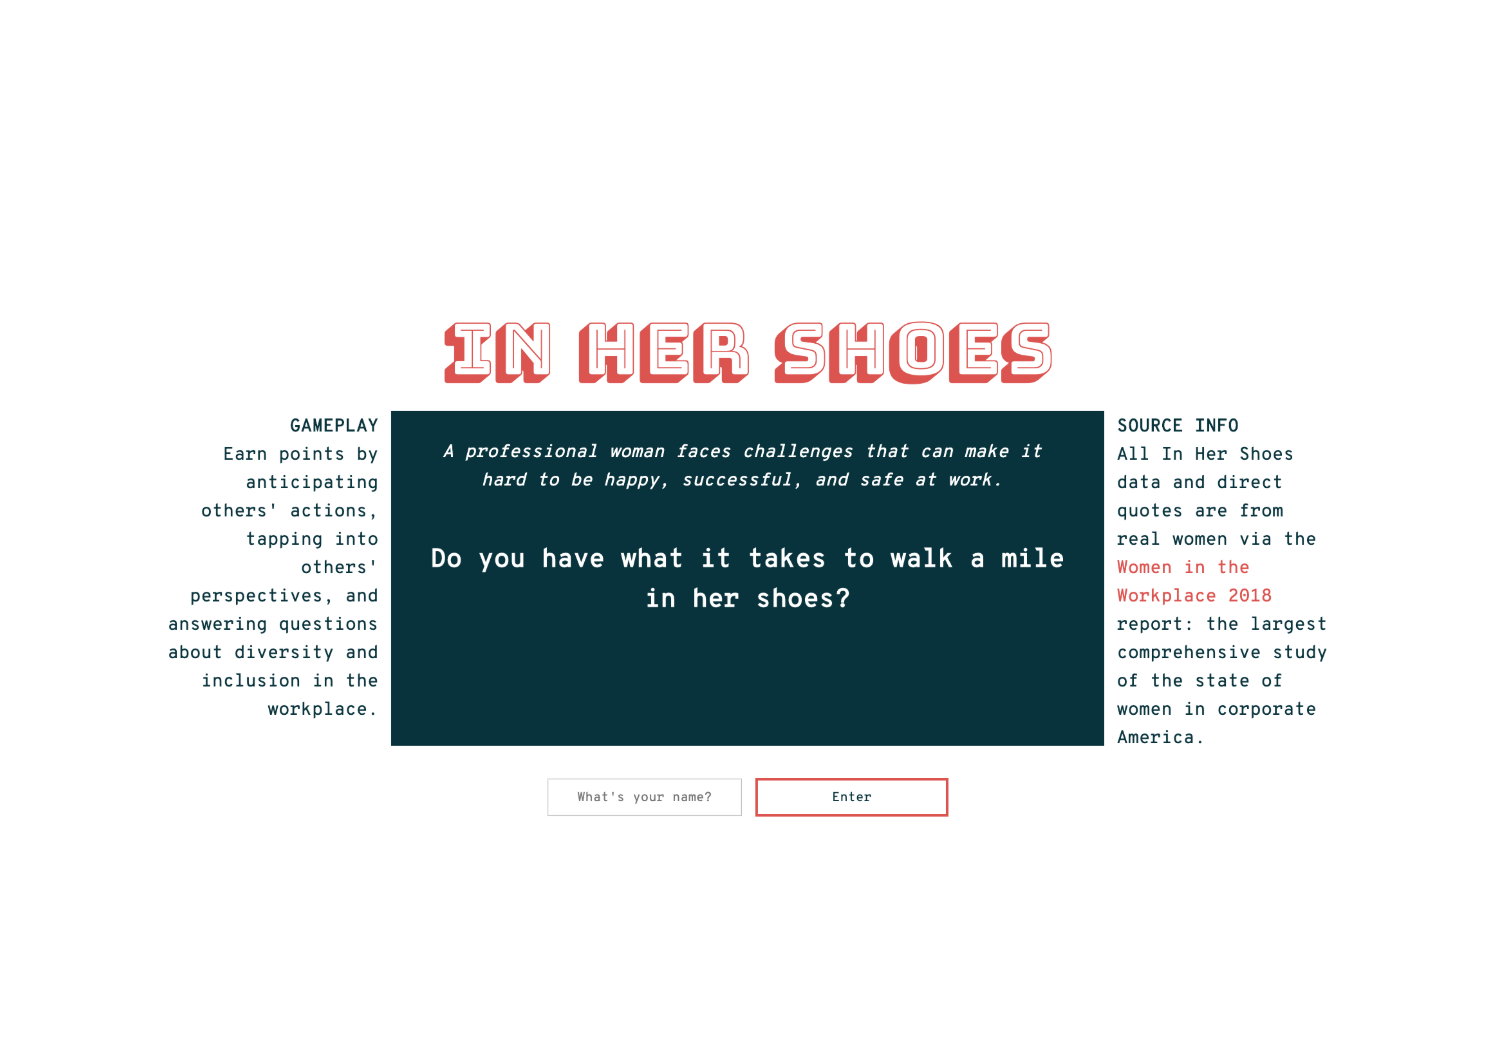 IN HER SHOES
GAMEPLAY
Earn points by
anticipating
others' actions,
tapping into
others'
perspectives, and
answering questions
about diversity and
inclusion in the
workplace.
A professional woman faces challenges that can make it
hard to be happy, successful, and safe at work.
Do you have what it takes to walk a mile
in her shoes?
SOURCE INFO
All In Her Shoes
data and direct
quotes are from
real women via the
Women in the
Workplace 2018
report: the largest
comprehensive study
of the state of
women in corporate
America.
What's your name?
Enter